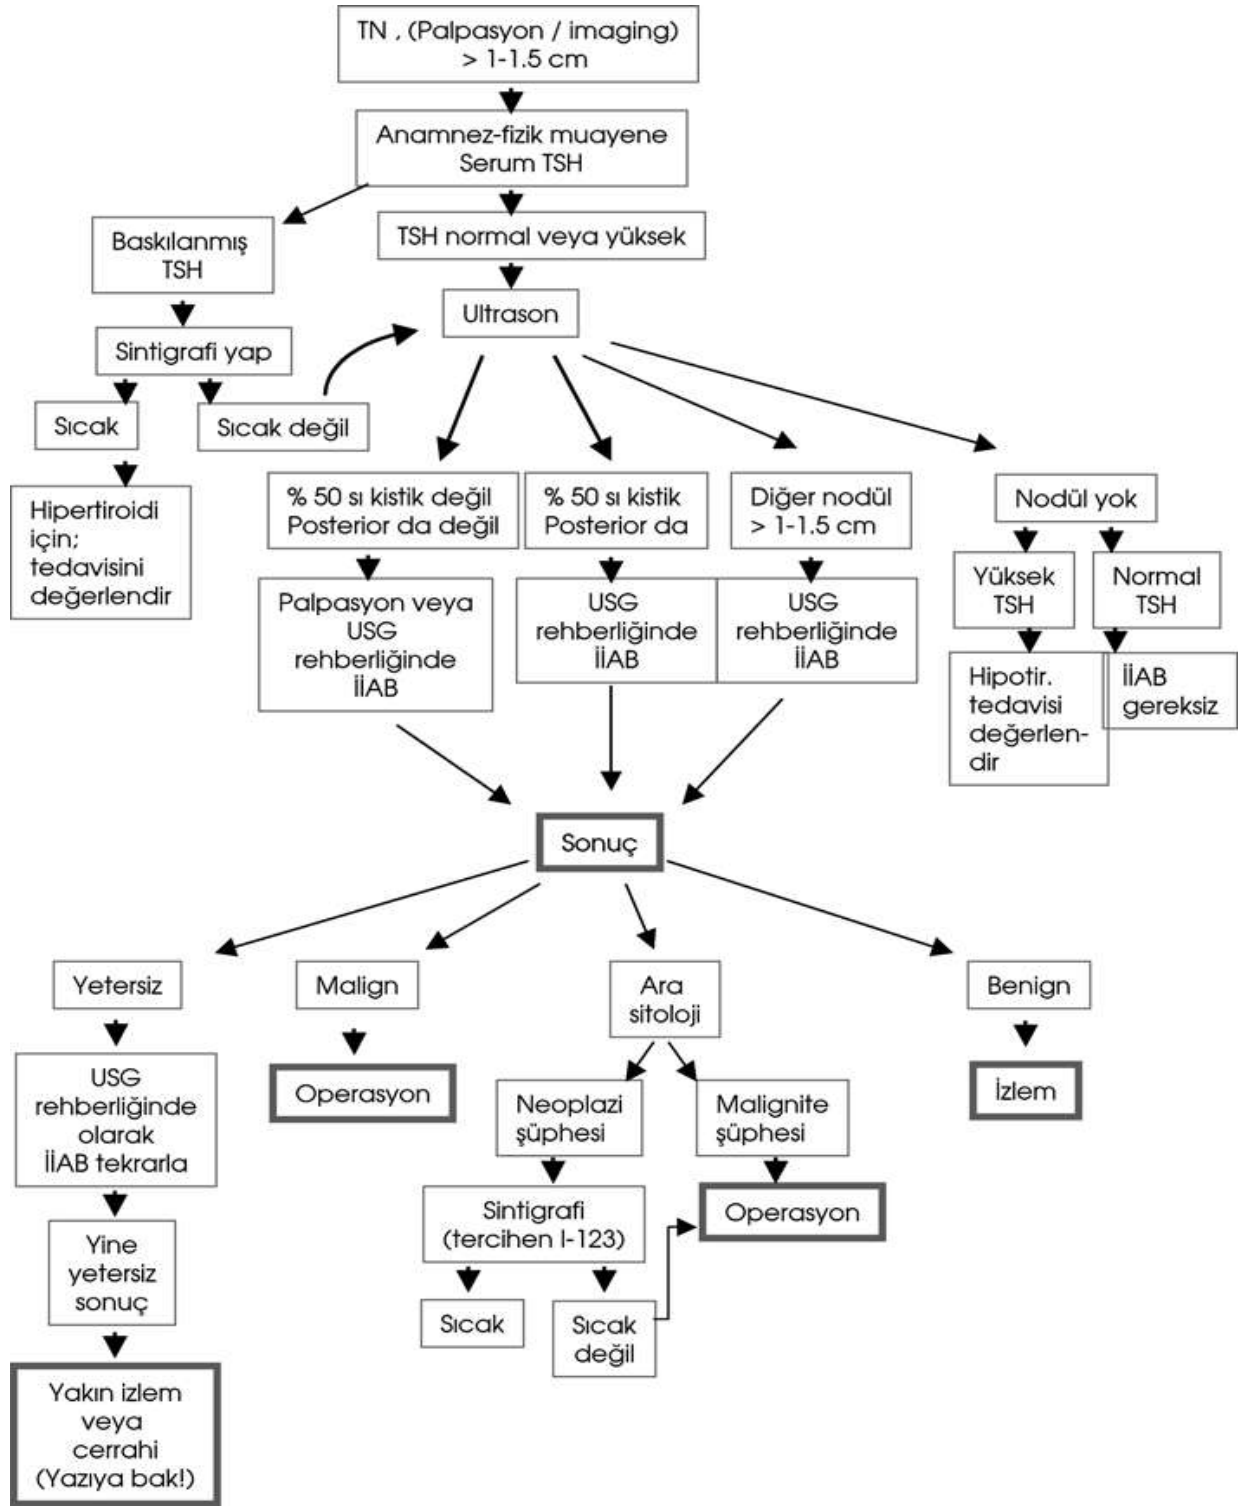 TN , (Palpasyon / imaging)
> 1-1.5 cm
Anamnez-fizik muayene
Serum TSH
Baskılanmış
TSH
TSH normal veya yüksek
Sintigrafi yap
Ultrason
Sıcak
Sıcak değil
Hipertiroidi
için;
tedavisini
değerlendir
% 50 sı kistik değil
Posterior da değil
% 50 sı kistik
Posterior da
Diğer nodül
> 1-1.5 cm
Nodül yok
Palpasyon veya
USG
rehberliğinde
İİAB
USG
rehberliğinde
İİAB
USG
rehberliğinde
İİAB
Yüksek
TSH
Normal
TSH
Hipotir.
tedavisi
değerlen-
dir
İİAB
gereksiz
Sonuç
Yetersiz
Malign
Ara
sitoloji
Benign
USG
rehberliğinde
olarak
İİAB tekrarla
Operasyon
Neoplazi
şüphesi
Malignite
şüphesi
İzlem
Yine
yetersiz
sonuç
Sintigrafi
(tercihen I-123)
Operasyon
Sıcak
Sıcak
değil
Yakın izlem
veya
cerrahi
(Yazıya bak!)